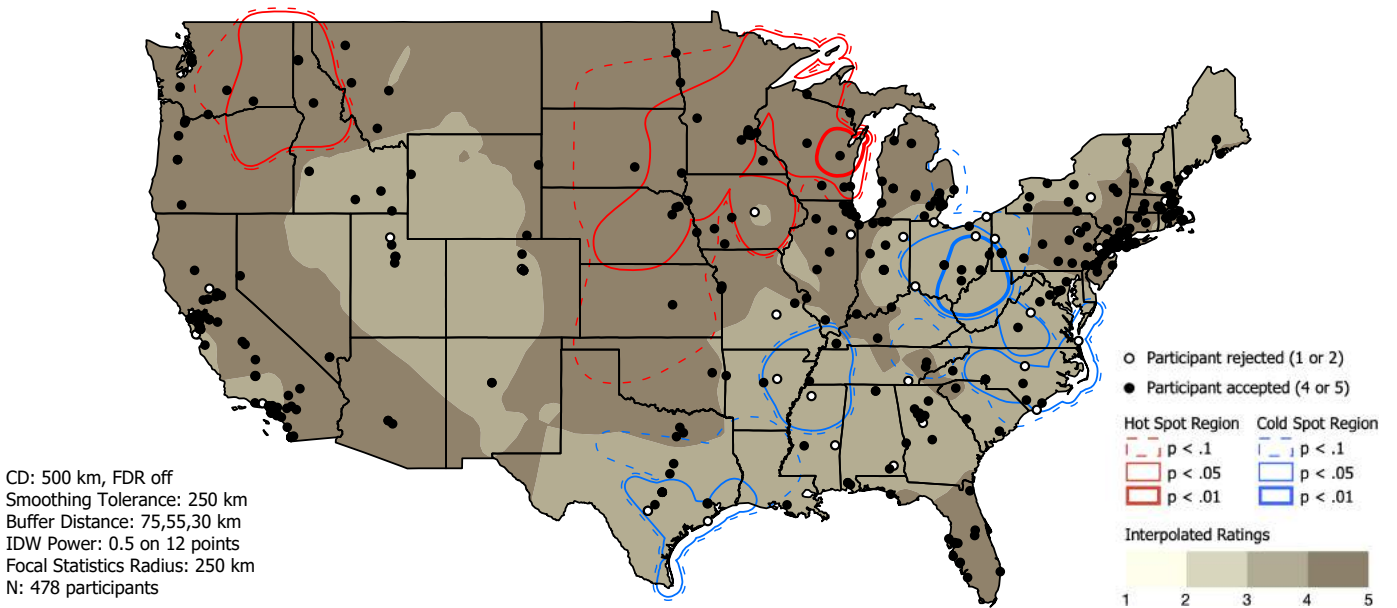 Participant rejected (1 or 2)
Participant accepted (4 or 5)
Hot Spot Region Cold Spot Region
p < .1 p < .1
p < .05 p < .05
p < .01 p < .01
Interpolated Ratings
1 2 3 4 5
CD: 500 km, FDR off
Smoothing Tolerance: 250 km
Buffer Distance: 75,55,30 km
IDW Power: 0.5 on 12 points
Focal Statistics Radius: 250 km
N: 478 participants